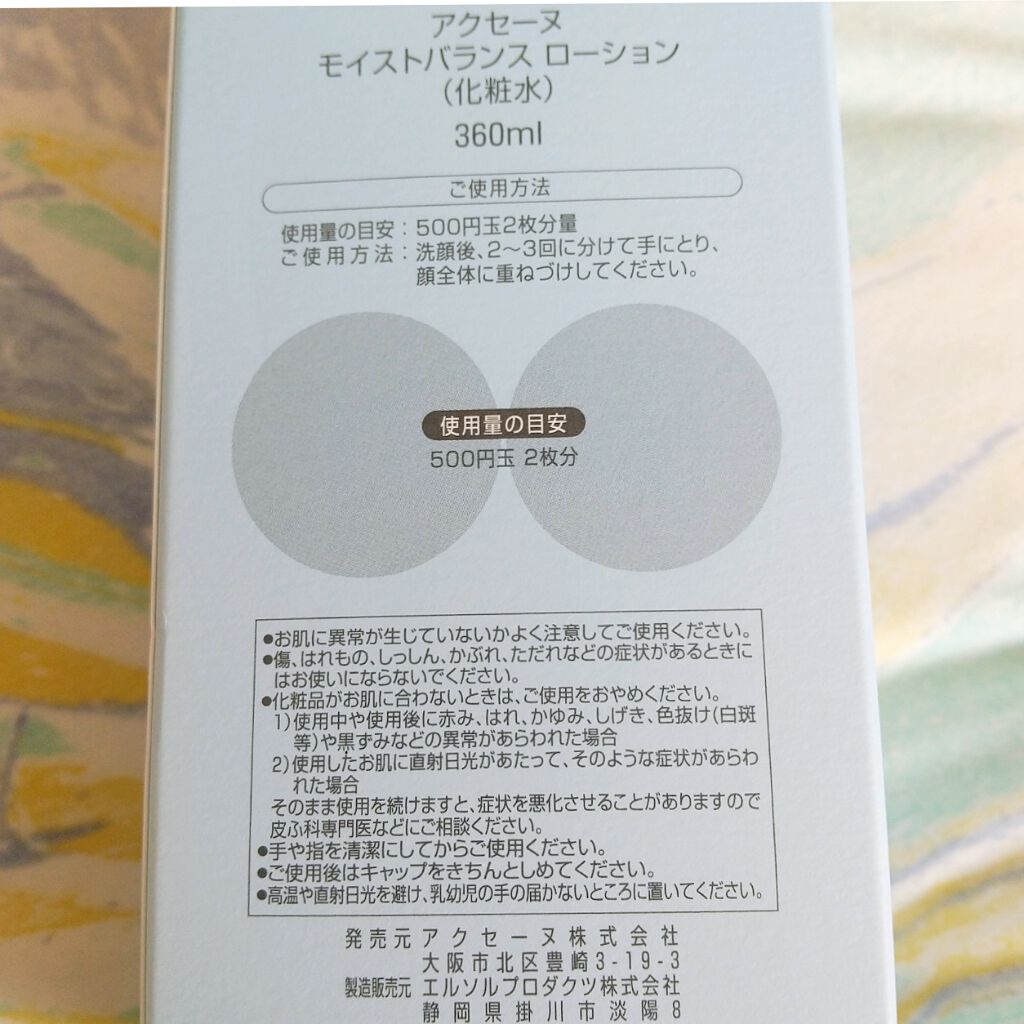 アクセーヌ
モイストバランス ローション
(化粧水)
360ml
ご使用方法
使用量の目安：500円玉2枚分量
ご使用方法：洗顔後、2〜3回に分けて手にとり、
顔全体に重ねづけしてください。
使用量の目安
500円玉 2枚分
●お肌に異常が生じていないかよく注意してご使用ください。
●傷、はれもの、しっしん、かぶれ、ただれなどの症状があるときに
はお使いにならないでください。
●化粧品がお肌に合わないときは、ご使用をおやめください。
1)使用中や使用後に赤み、はれ、かゆみ、しげき、色抜け(白斑
等)や黒ずみなどの異常があらわれた場合
2)使用したお肌に直射日光があたって、そのような症状があらわ
れた場合
そのまま使用を続けますと、症状を悪化させることがありますので
皮ふ科専門医などにご相談ください。
●手や指を清潔にしてからご使用ください。
●ご使用後はキャップをきちんとしめてください。
●高温や直射日光を避け、乳幼児の手の届かないところに置いてください。
発売元 アクセーヌ株式会社
大阪市北区豊崎3-19-3
製造販売元 エルソルプロダクツ株式会社
静岡県掛川市淡陽8